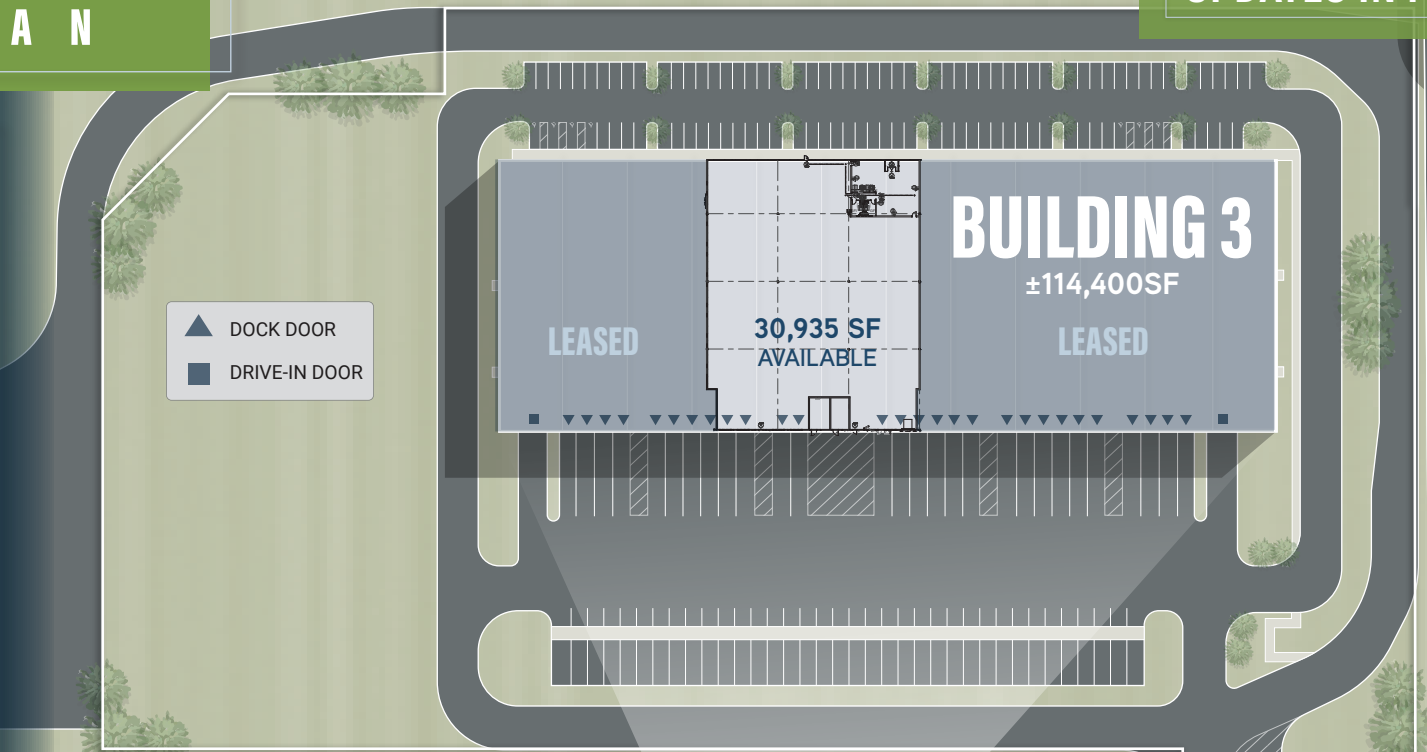 A N
BUILDING 3
±114,400SF
LEASED
30,935 SF
AVAILABLE
LEASED
DOCK DOOR
DRIVE-IN DOOR